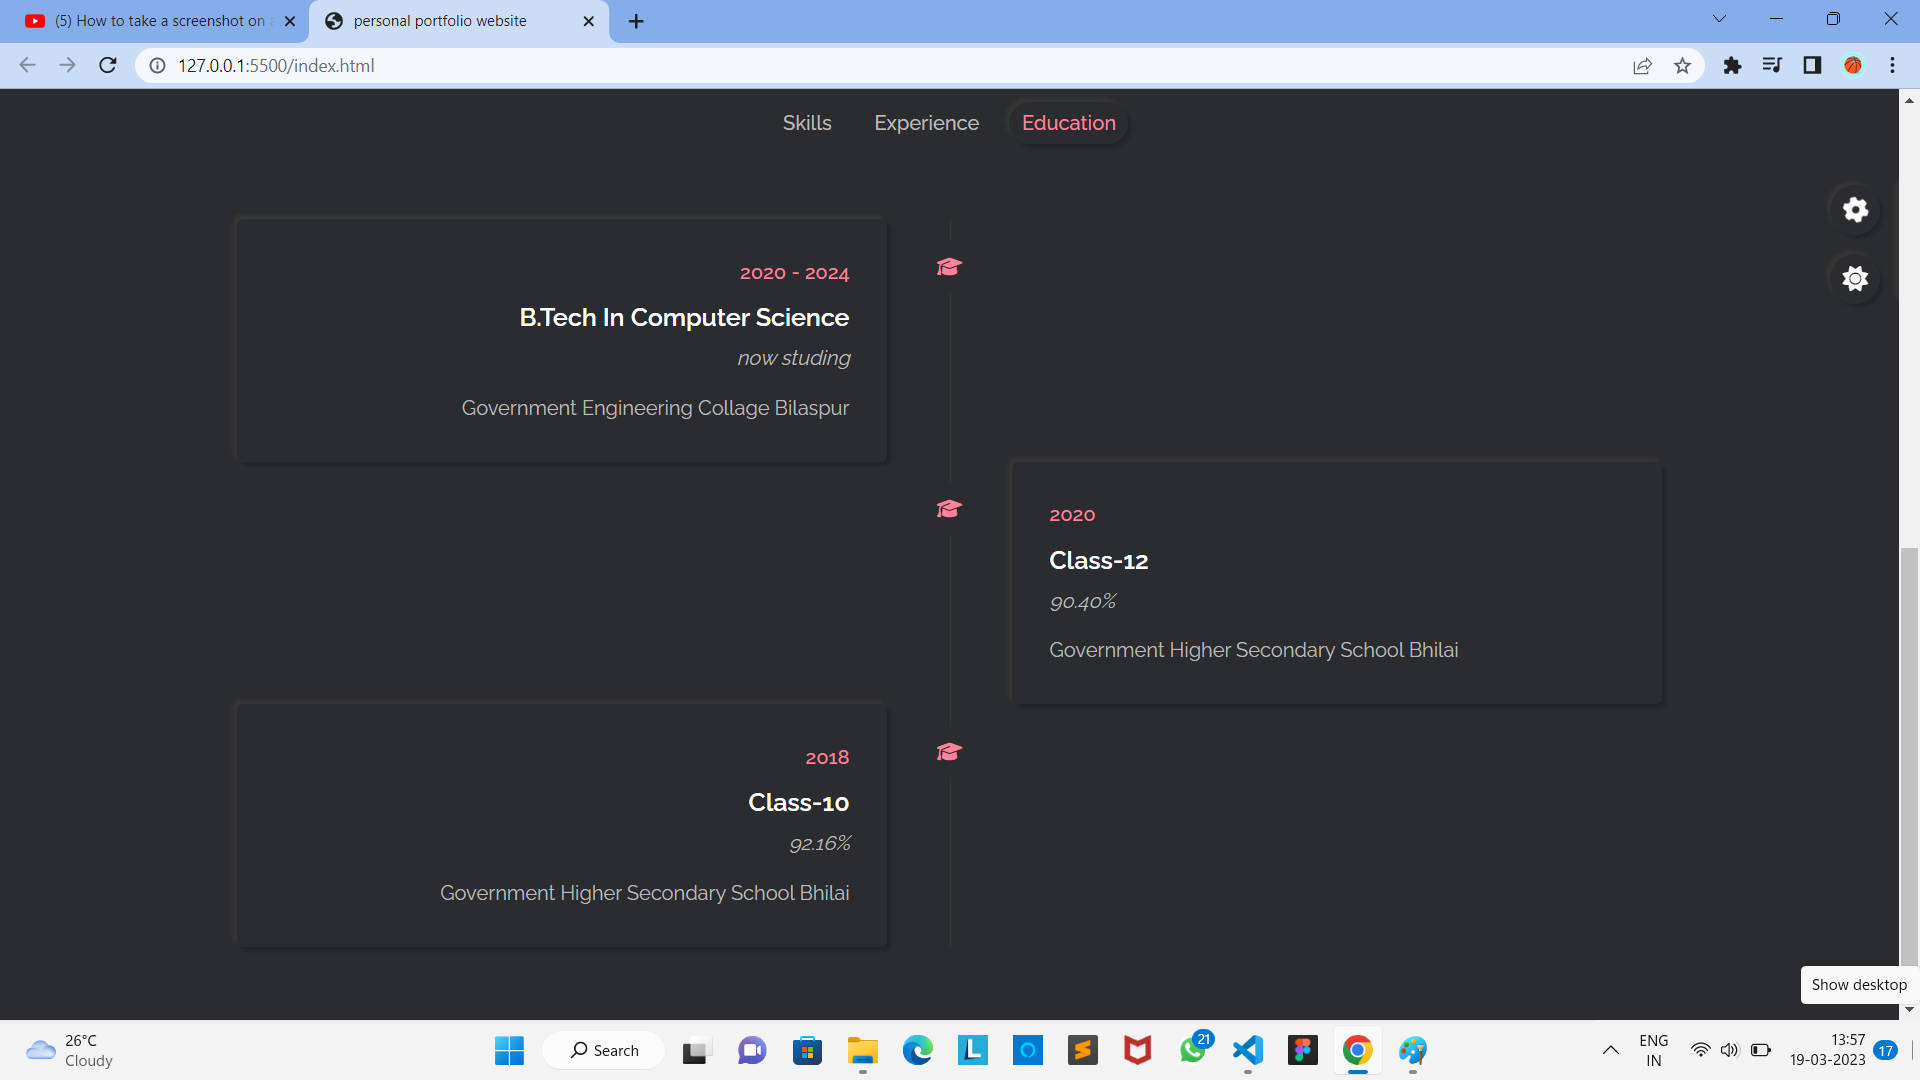 (5) How to take a screenshot on
personal portfolio website
127.0.0.1:5500/index.html
Skills
Experience
Education
2020 - 2024
B.Tech In Computer Science
now studing
Government Engineering Collage Bilaspur
2020
Class-12
90.40%
Government Higher Secondary School Bhilai
2018
Class-10
92.16%
Government Higher Secondary School Bhilai
Show desktop
26°C
Cloudy
Search
L
21
ENG
IN
13:57
19-03-2023
17